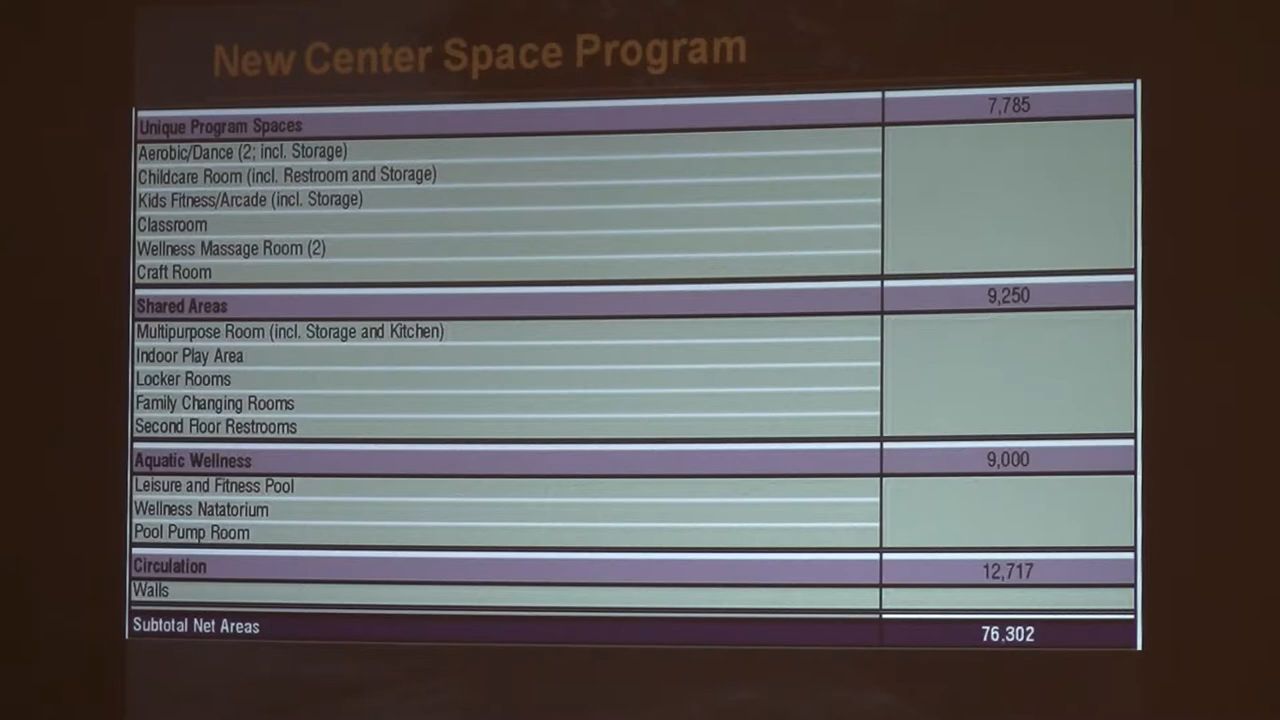 New Center Space Program
Unique Program Spaces 7,785
Aerobic/Dance (2; incl. Storage)
Childcare Room (incl. Restroom and Storage)
Kids Fitness/Arcade (incl. Storage)
Classroom
Wellness Massage Room (2)
Craft Room
Shared Areas 9,250
Multipurpose Room (incl. Storage and Kitchen)
Indoor Play Area
Locker Rooms
Family Changing Rooms
Second Floor Restrooms
Aquatic Wellness 9,000
Leisure and Fitness Pool
Wellness Natatorium
Pool Pump Room
Circulation 12,717
Walls
Subtotal Net Areas 76,302